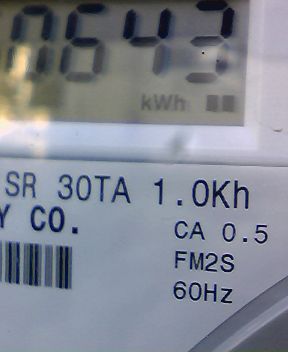 0643
kWh
SR 30TA 1.0Kh
Y CO.
CA 0.5
FM2S
60Hz